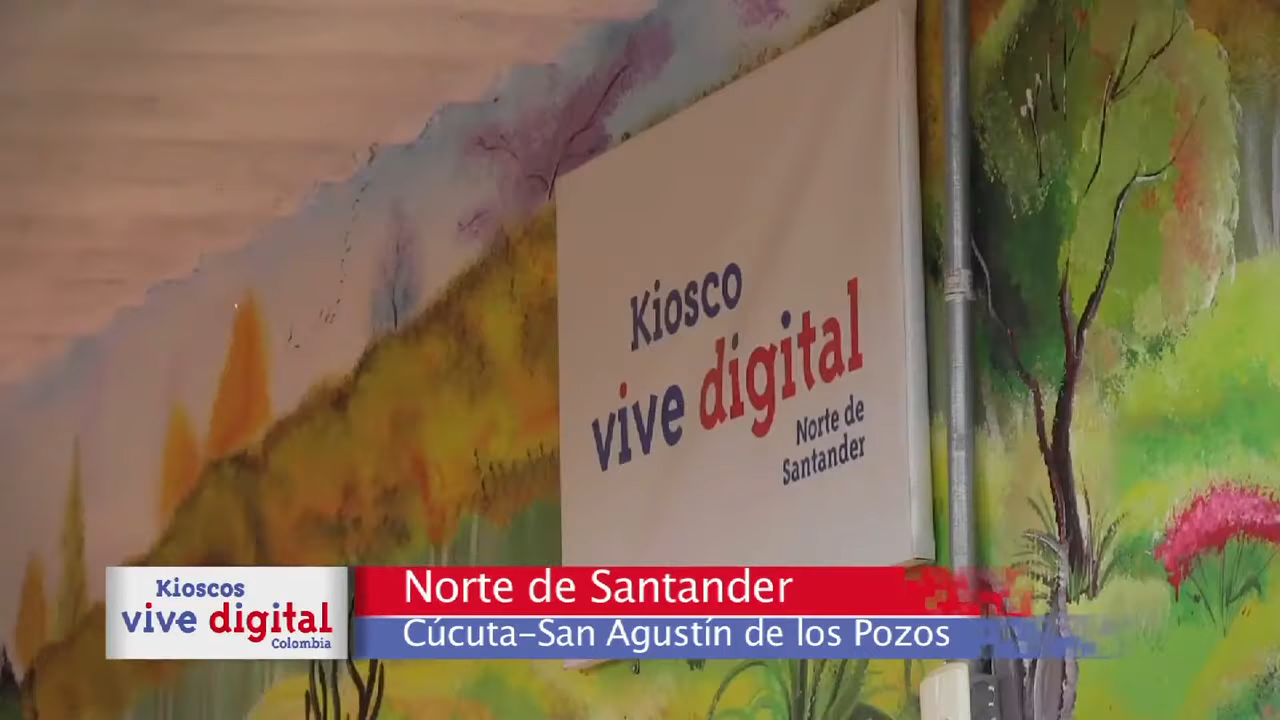 Kiosco
vive digital
Norte de
Santander
Kioscos
vive digital
Colombia
Norte de Santander
Cúcuta-San Agustín de los Pozos